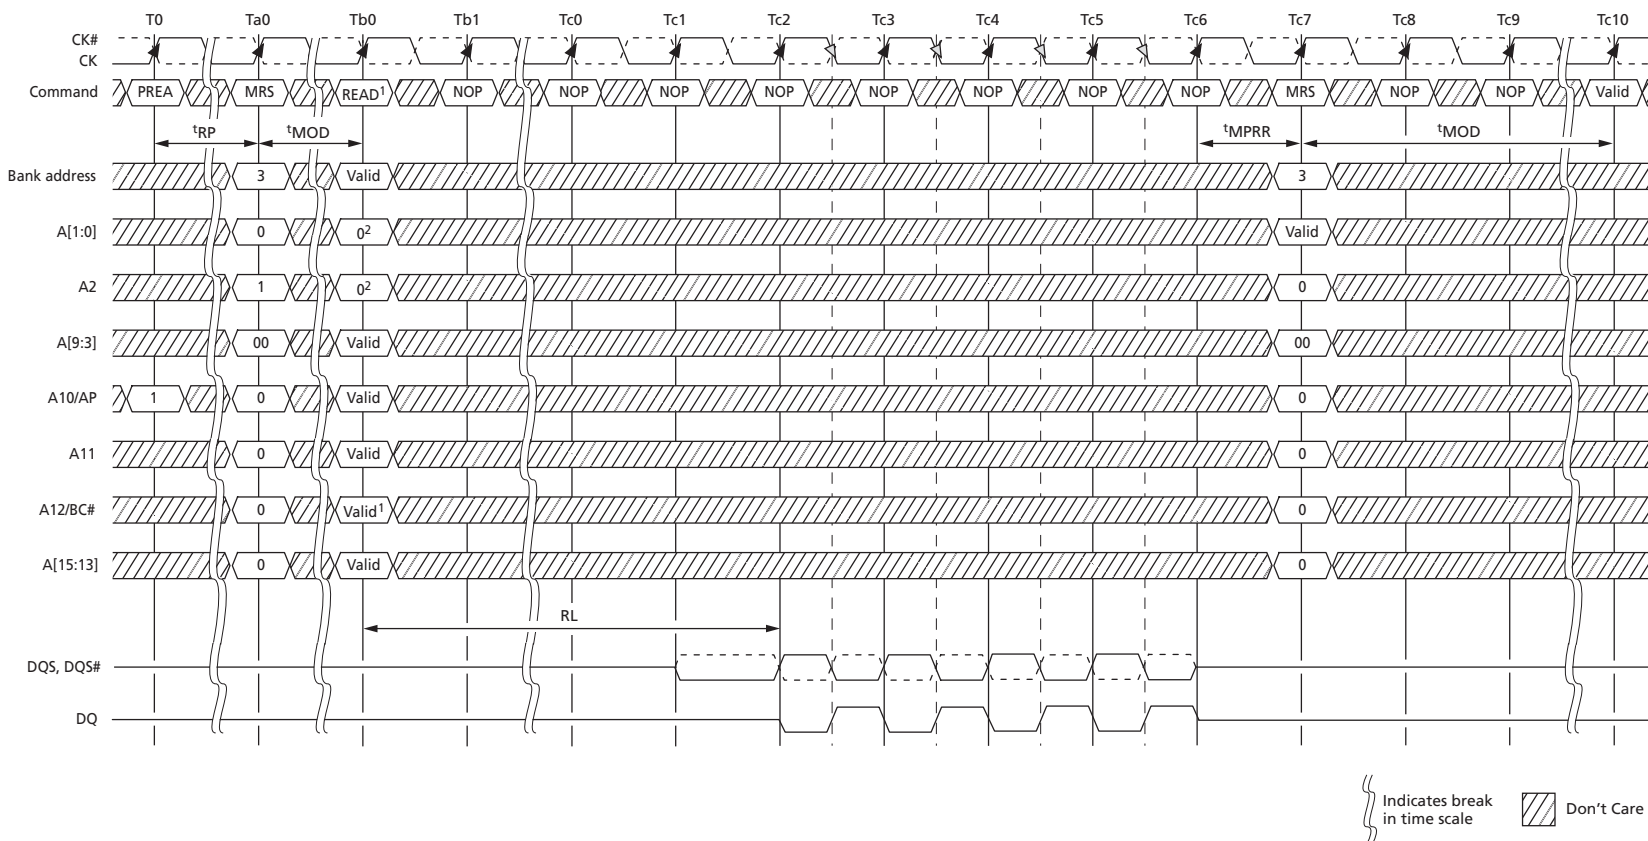 T0 Ta0 Tb0 Tb1 Tc0 Tc1 Tc2 Tc3 Tc4 Tc5 Tc6 Tc7 Tc8 Tc9 Tc10
CK#
CK
Command PREA MRS READ¹ NOP NOP NOP NOP NOP NOP NOP NOP MRS NOP NOP Valid
tRP tMOD tMPRR tMOD
Bank address 3 Valid 3
A[1:0] 0 0² Valid
A2 1 0² 0
A[9:3] 00 Valid 00
A10/AP 1 0 Valid 0
A11 0 Valid 0
A12/BC# 0 Valid¹ 0
A[15:13] 0 Valid 0
RL
DQS, DQS#
DQ
Indicates break
in time scale
Don't Care